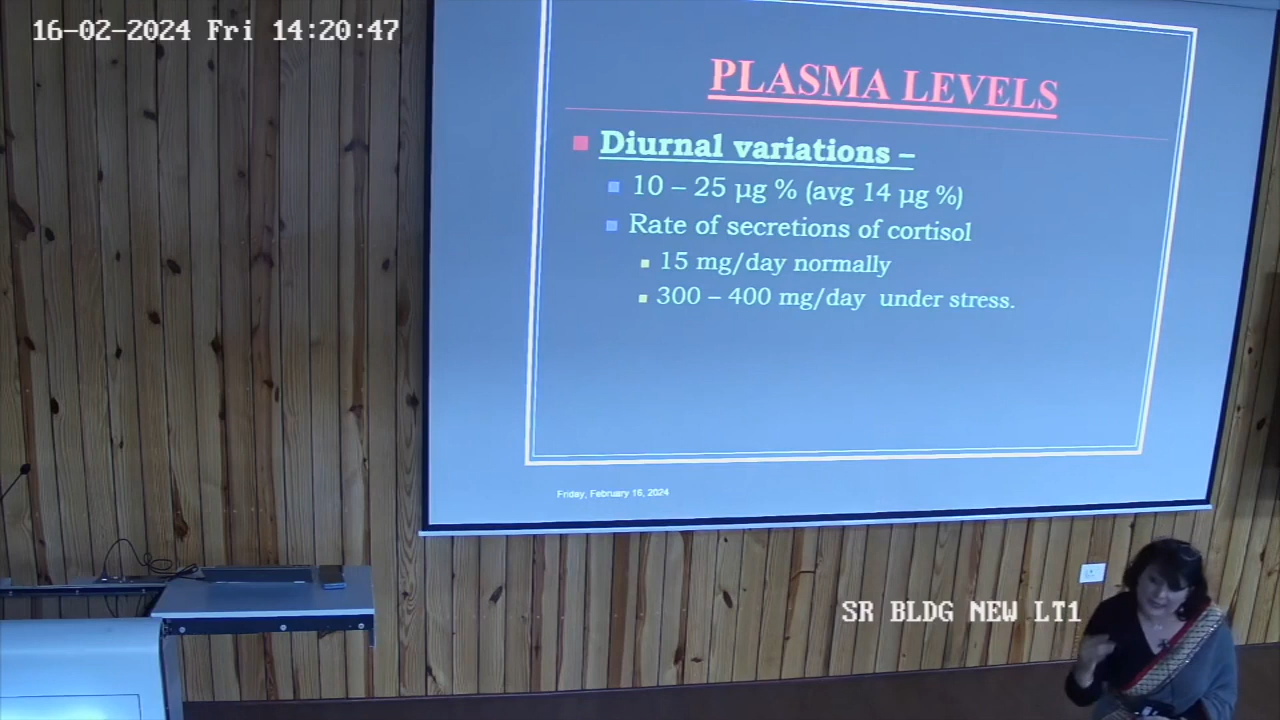 16-02-2024 Fri 14:20:47
PLASMA LEVELS
Diurnal variations –
10 – 25 µg % (avg 14 µg %)
Rate of secretions of cortisol
15 mg/day normally
300 – 400 mg/day under stress.
Friday, February 16, 2024
SR BLDG NEW LT1